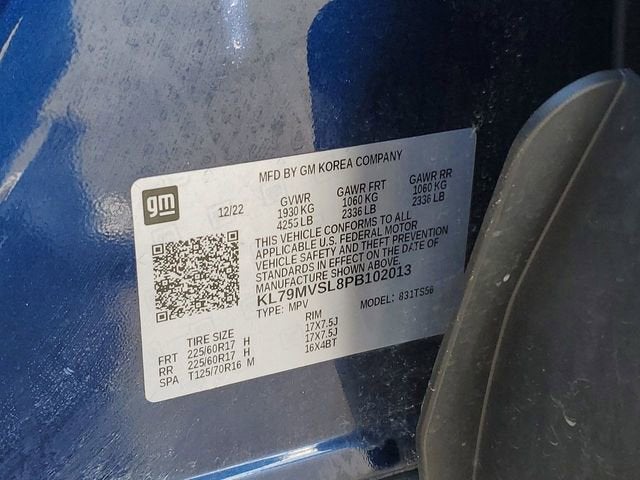 MFD BY GM KOREA COMPANY
gm
12/22
GVWR
1930 KG
4255 LB
GAWR FRT
1060 KG
2336 LB
GAWR RR
1060 KG
2336 LB
THIS VEHICLE CONFORMS TO ALL
APPLICABLE U.S. FEDERAL MOTOR
VEHICLE SAFETY AND THEFT PREVENTION
STANDARDS IN EFFECT ON THE DATE OF
MANUFACTURE SHOWN ABOVE.
KL79MVSL8PB102013
TYPE: MPV
MODEL: 831TS56
TIRE SIZE
RIM
FRT 225/60R17 H 17X7.5J
RR 225/60R17 H 17X7.5J
SPA T125/70R16 M 16X4BT